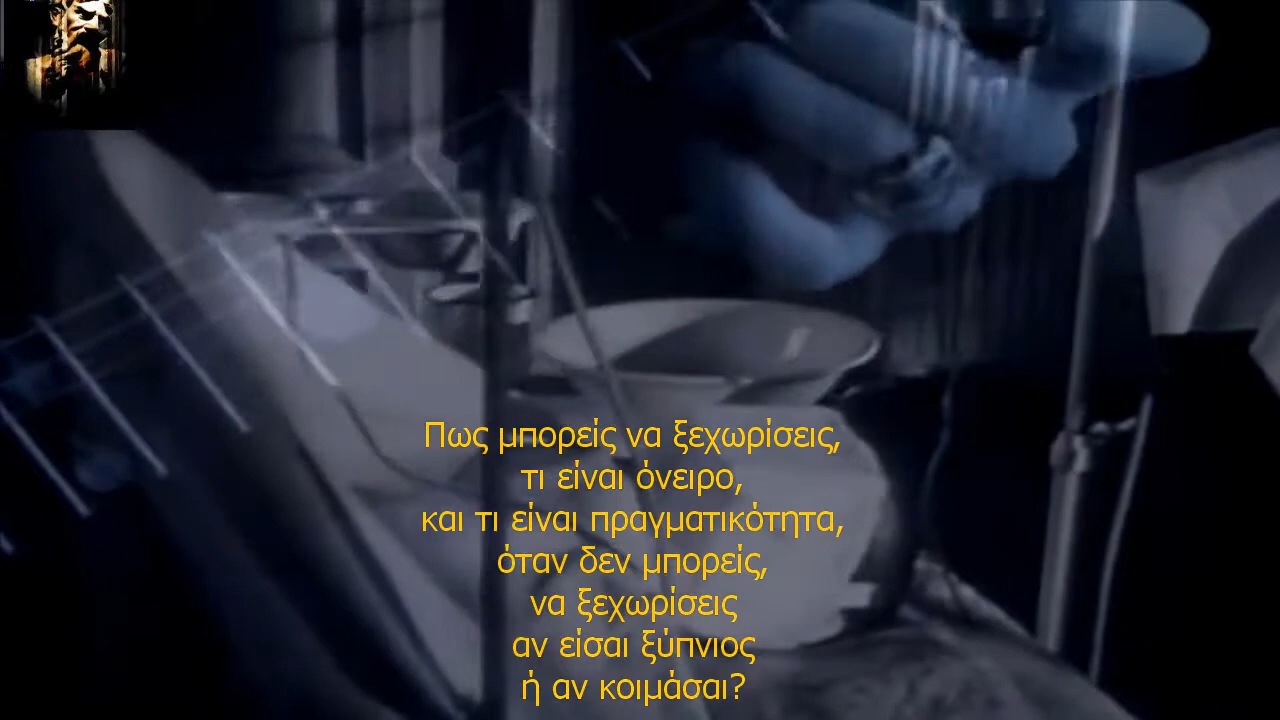 Πως μπορείς να ξεχωρίσεις,
τι είναι όνειρο,
και τι είναι πραγματικότητα,
όταν δεν μπορείς,
να ξεχωρίσεις
αν είσαι ξύπνιος
ή αν κοιμάσαι?